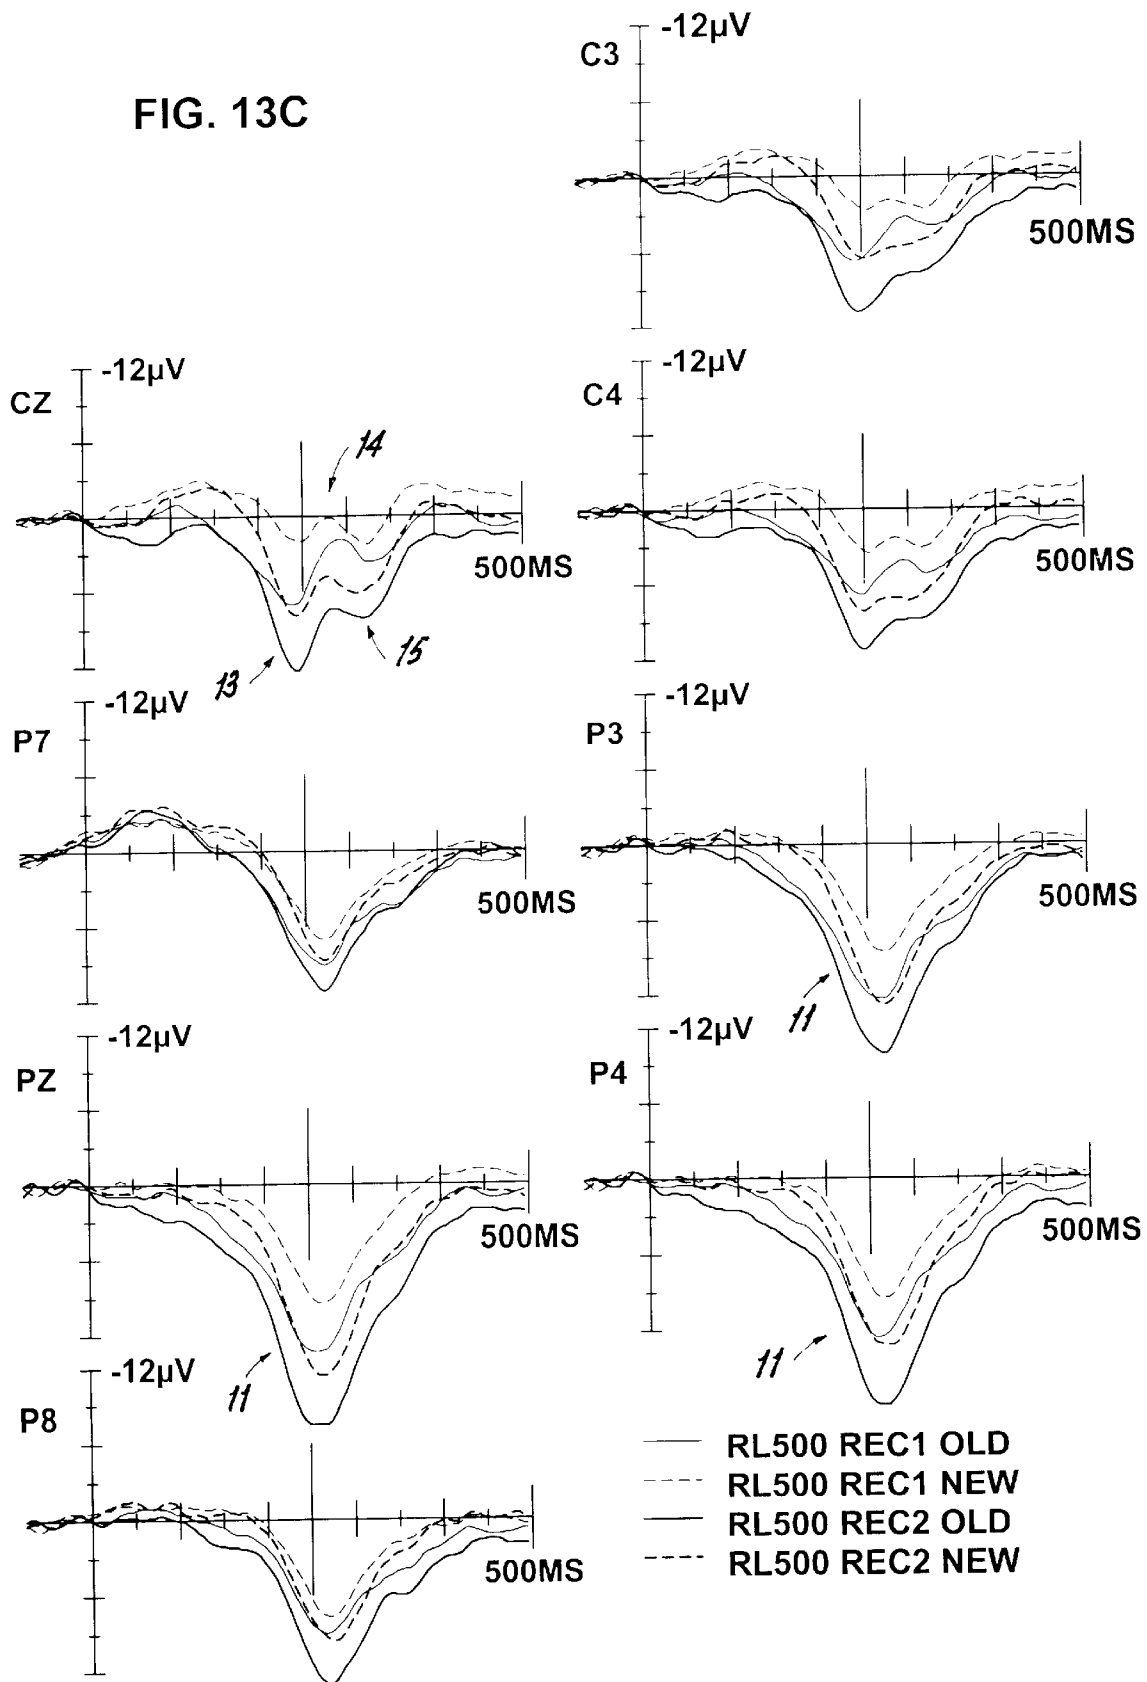 FIG. 13C
C3
-12µV
500MS
CZ
-12µV
14
500MS
13
15
C4
-12µV
500MS
P7
-12µV
500MS
P3
-12µV
500MS
11
PZ
-12µV
500MS
11
P4
-12µV
500MS
11
P8
-12µV
500MS
RL500 REC1 OLD
RL500 REC1 NEW
RL500 REC2 OLD
RL500 REC2 NEW